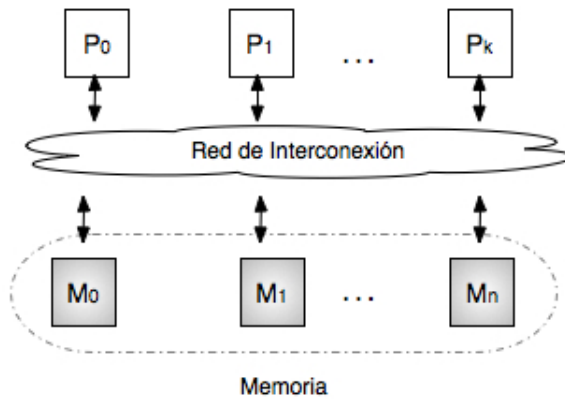 P0 P1 ... Pk
Red de Interconexión
M0 M1 ... Mn
Memoria